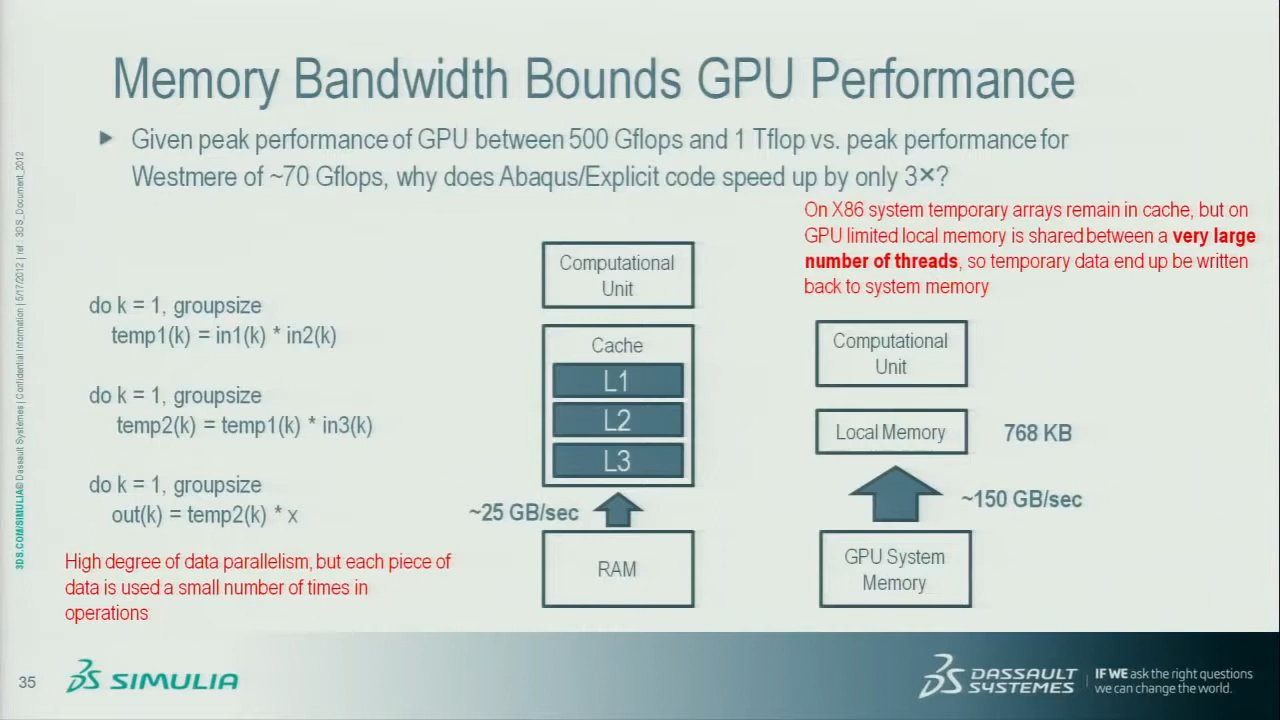 Memory Bandwidth Bounds GPU Performance
Given peak performance of GPU between 500 Gflops and 1 Tflop vs. peak performance for
Westmere of ~70 Gflops, why does Abaqus/Explicit code speed up by only 3×?
On X86 system temporary arrays remain in cache, but on
GPU limited local memory is shared between a very large
number of threads, so temporary data end up be written
back to system memory
do k = 1, groupsize
temp1(k) = in1(k) * in2(k)
do k = 1, groupsize
temp2(k) = temp1(k) * in3(k)
do k = 1, groupsize
out(k) = temp2(k) * x
High degree of data parallelism, but each piece of
data is used a small number of times in
operations
Computational
Unit
Cache
L1
L2
L3
~25 GB/sec
RAM
Computational
Unit
Local Memory
768 KB
~150 GB/sec
GPU System
Memory
3DS.COM/SIMULIA © Dassault Systèmes | Confidential Information | 5/17/2012 | ref.: 3DS_Document_2012
35
SIMULIA
DASSAULT
SYSTEMES
IF WE ask the right questions
we can change the world.